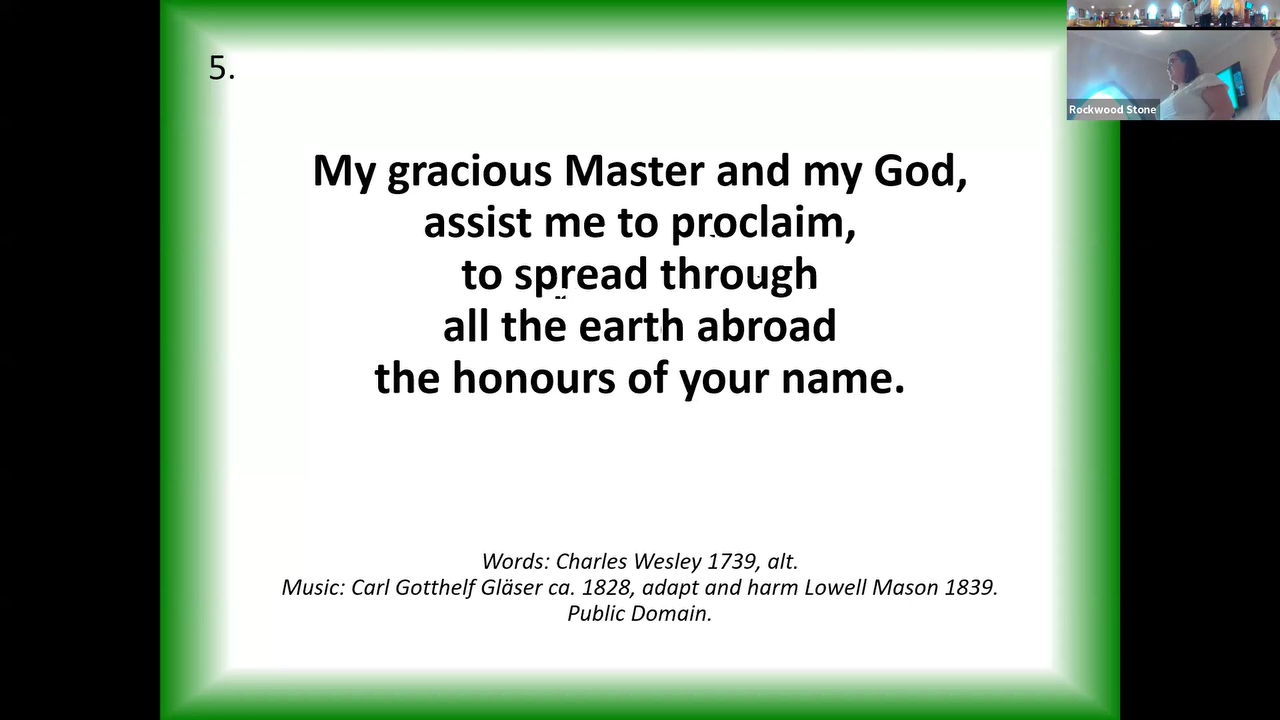 5.
My gracious Master and my God,
assist me to proclaim,
to spread through
all the earth abroad
the honours of your name.
Words: Charles Wesley 1739, alt.
Music: Carl Gotthelf Gläser ca. 1828, adapt and harm Lowell Mason 1839.
Public Domain.
Rockwood Stone